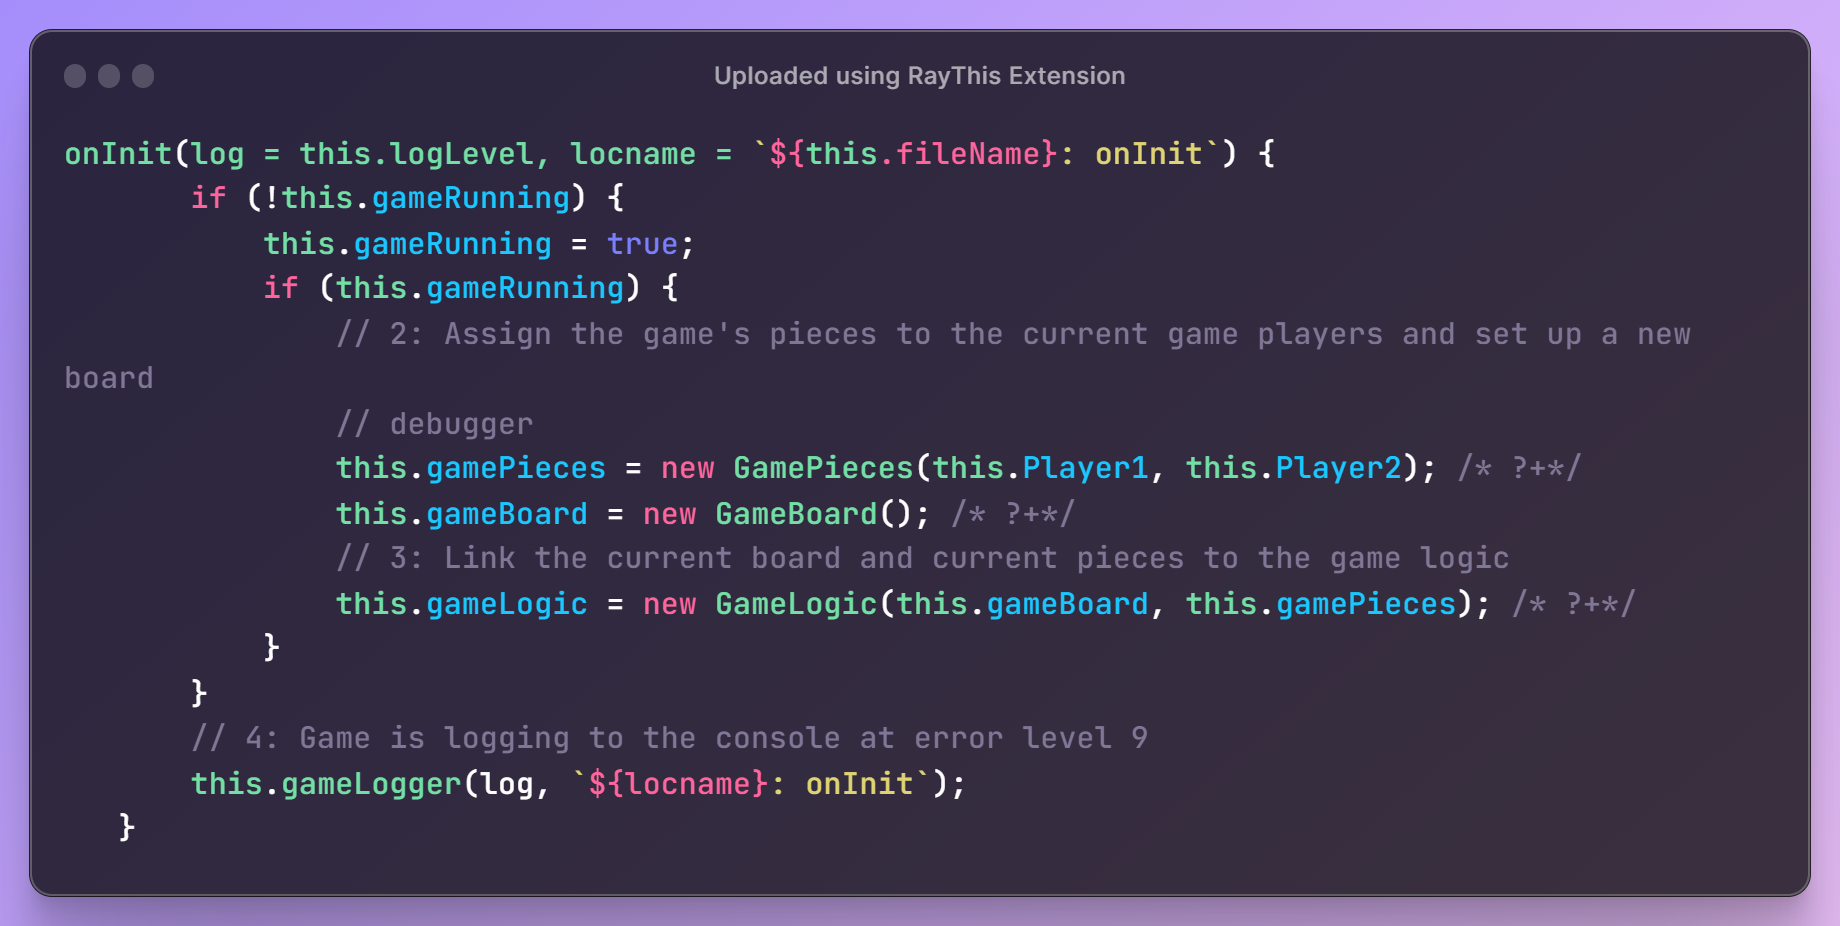 Uploaded using RayThis Extension
onInit(log = this.logLevel, locname = `${this.fileName}: onInit`) {
if (!this.gameRunning) {
this.gameRunning = true;
if (this.gameRunning) {
// 2: Assign the game's pieces to the current game players and set up a new
board
// debugger
this.gamePieces = new GamePieces(this.Player1, this.Player2); /* ?+*/
this.gameBoard = new GameBoard(); /* ?+*/
// 3: Link the current board and current pieces to the game logic
this.gameLogic = new GameLogic(this.gameBoard, this.gamePieces); /* ?+*/
}
}
// 4: Game is logging to the console at error level 9
this.gameLogger(log, `${locname}: onInit`);
}